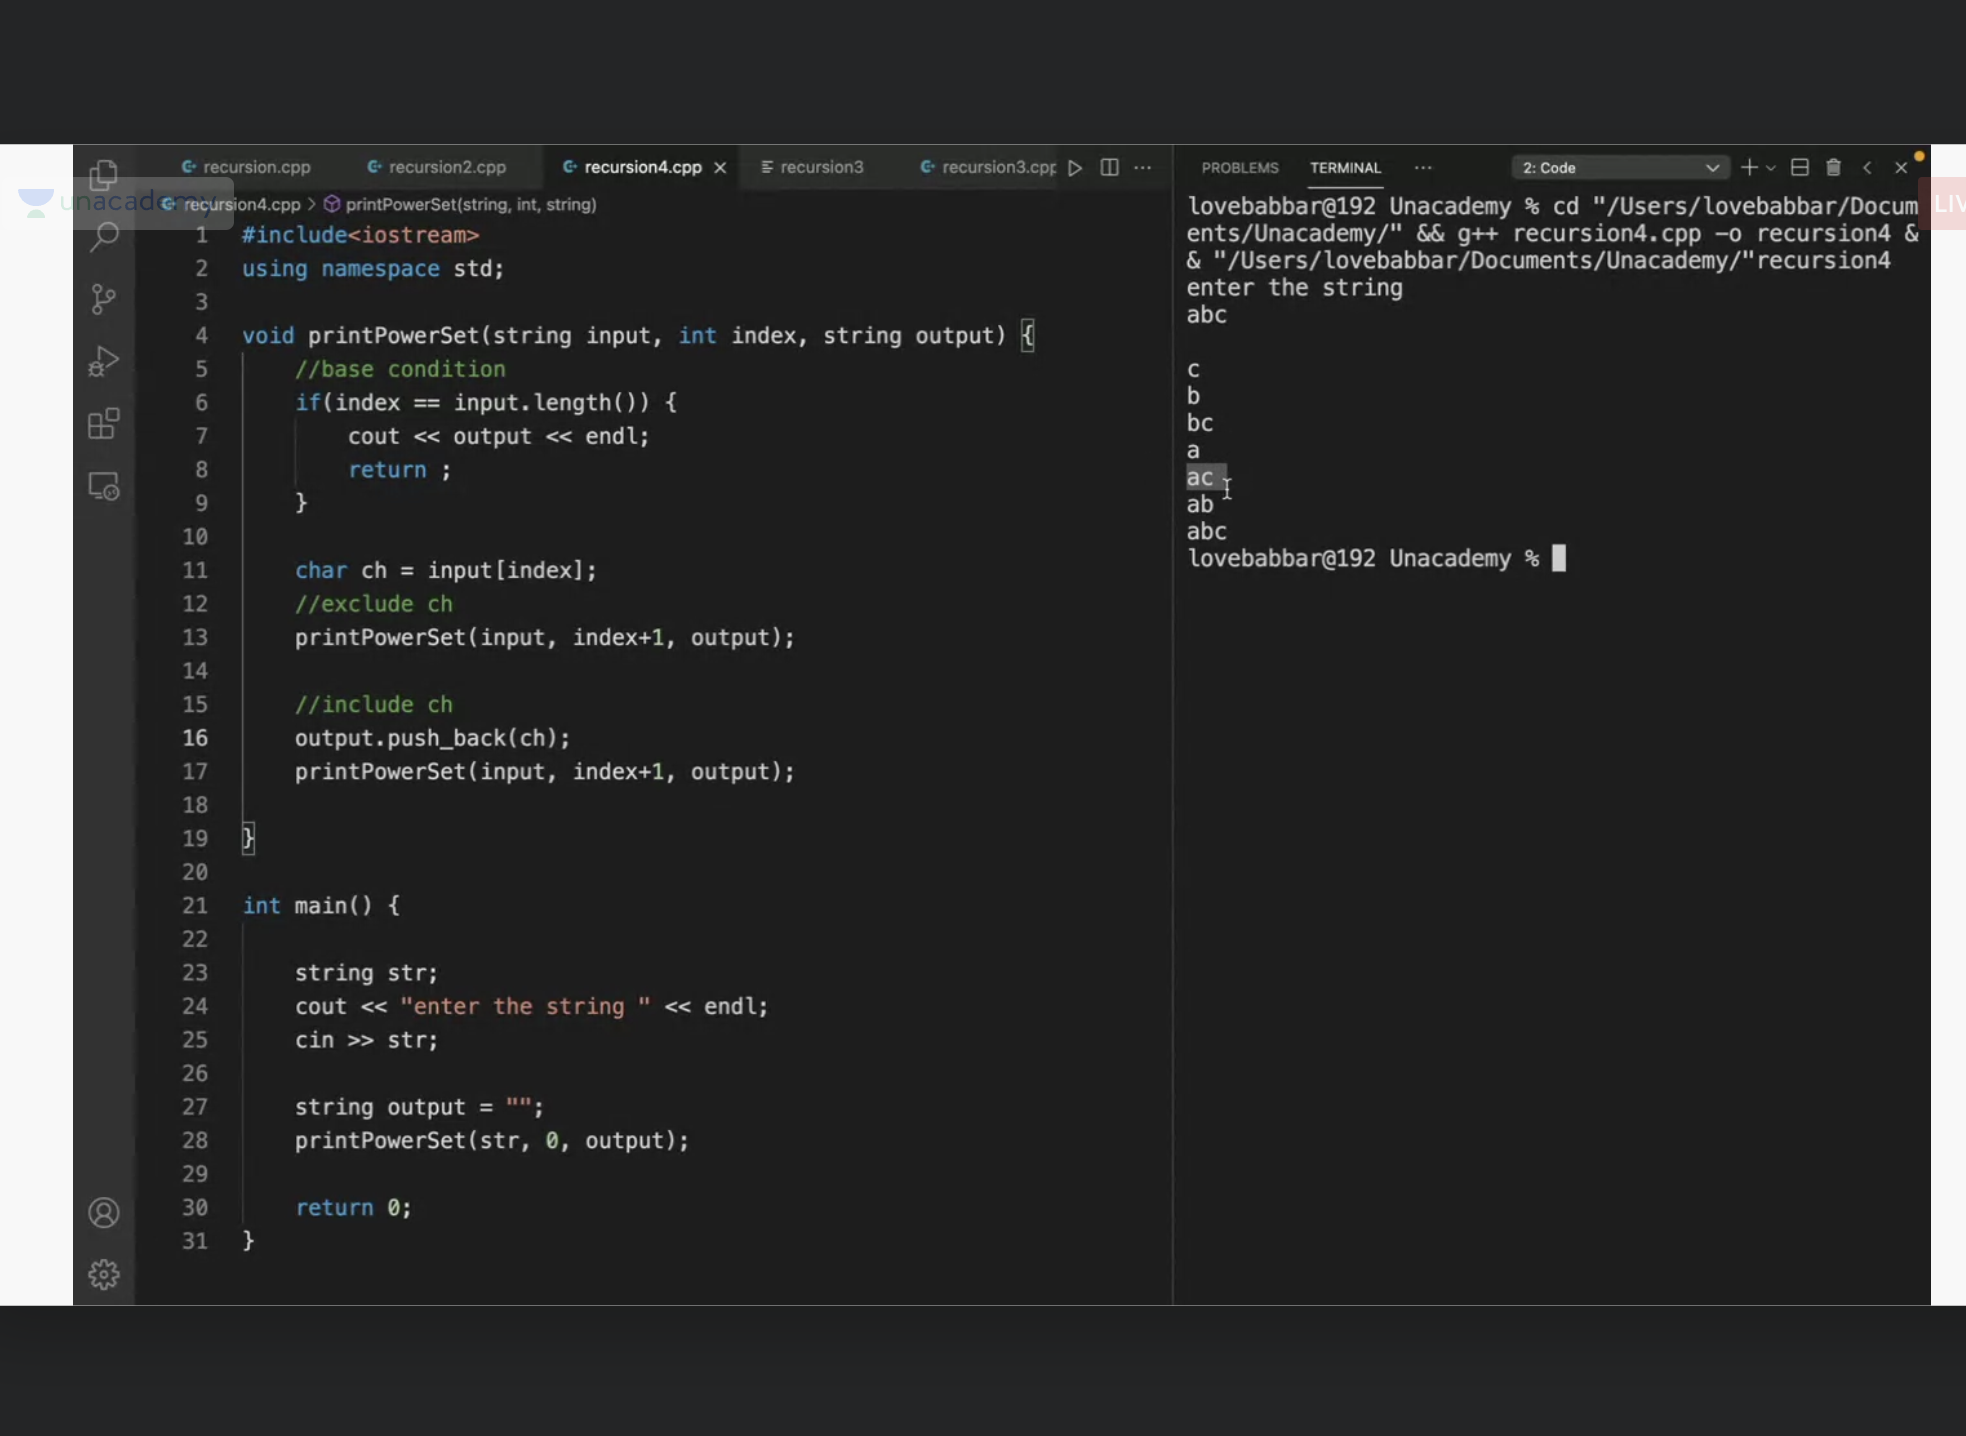 recursion.cpp recursion2.cpp recursion4.cpp recursion3 recursion3.cpp
unacademy
recursion4.cpp > printPowerSet(string, int, string)
1 #include<iostream>
2 using namespace std;
3
4 void printPowerSet(string input, int index, string output) {
5 //base condition
6 if(index == input.length()) {
7 cout << output << endl;
8 return ;
9 }
10
11 char ch = input[index];
12 //exclude ch
13 printPowerSet(input, index+1, output);
14
15 //include ch
16 output.push_back(ch);
17 printPowerSet(input, index+1, output);
18
19 }
20
21 int main() {
22
23 string str;
24 cout << "enter the string " << endl;
25 cin >> str;
26
27 string output = "";
28 printPowerSet(str, 0, output);
29
30 return 0;
31 }
PROBLEMS TERMINAL ··· 2: Code
LIV
lovebabbar@192 Unacademy % cd "/Users/lovebabbar/Docum
ents/Unacademy/" && g++ recursion4.cpp -o recursion4 &
& "/Users/lovebabbar/Documents/Unacademy/"recursion4
enter the string
abc
c
b
bc
a
ac
ab
abc
lovebabbar@192 Unacademy %